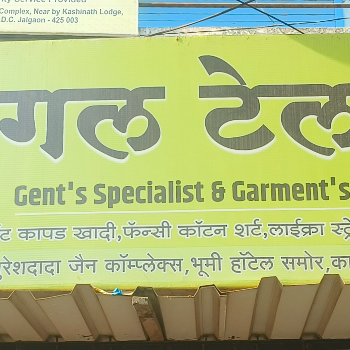 Complex, Near by Kashinath Lodge,
D.C. Jalgaon - 425 003
गल टेल
Gent's Specialist & Garment's
कापड खादी,फॅन्सी कॉटन शर्ट,लाईक्रा
रेशदादा जैन कॉम्प्लेक्स,भूमी हॉटेल समोर,